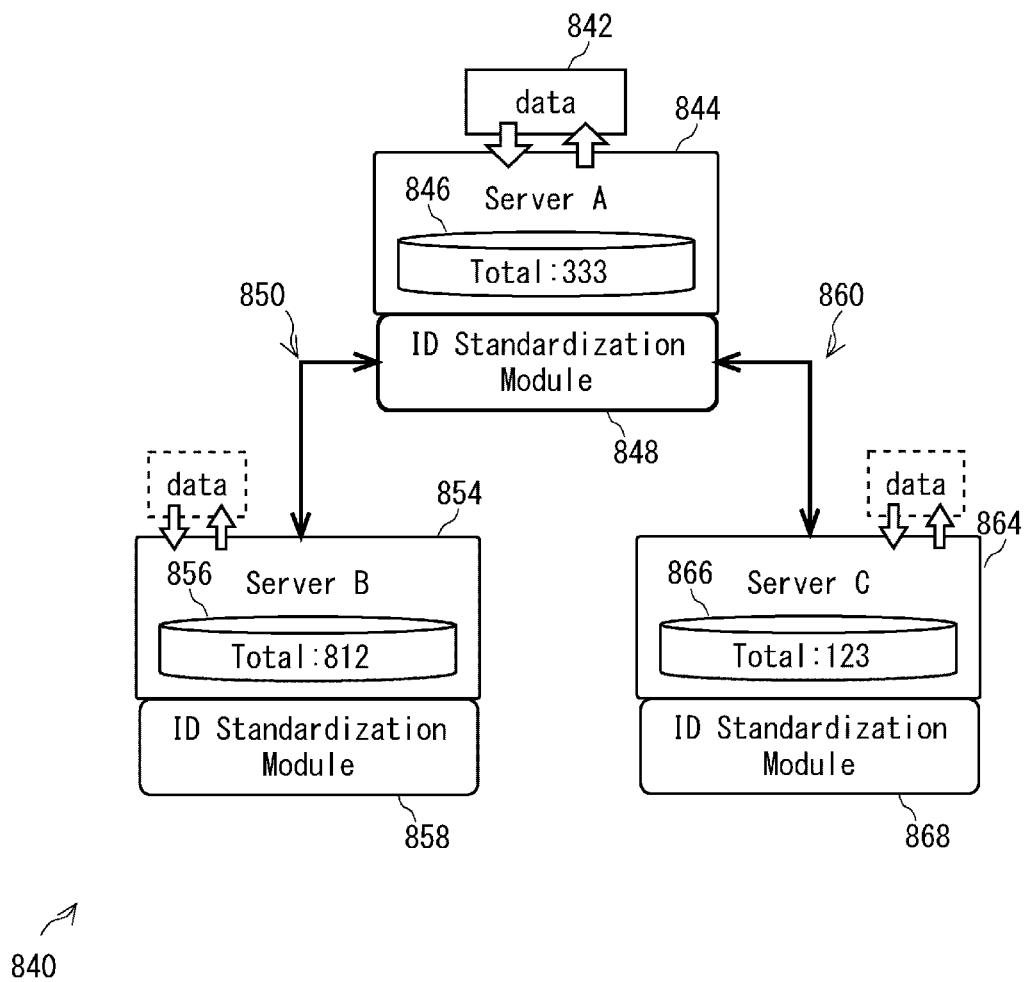 842
data
844
846
Server A
Total:333
850
860
ID Standardization
Module
848
data
854
data
864
856
Server B
866
Server C
Total:812
Total:123
ID Standardization
Module
ID Standardization
Module
858
868
840